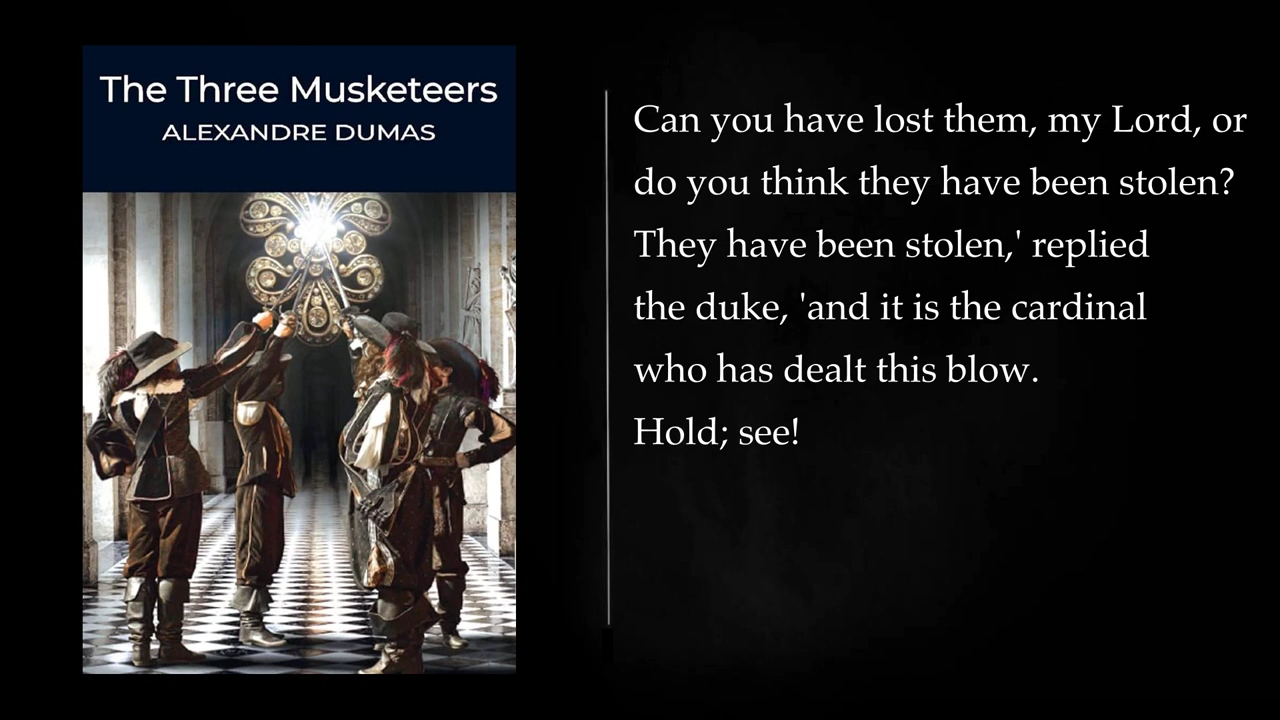 The Three Musketeers
ALEXANDRE DUMAS
Can you have lost them, my Lord, or
do you think they have been stolen?
They have been stolen,' replied
the duke, 'and it is the cardinal
who has dealt this blow.
Hold; see!